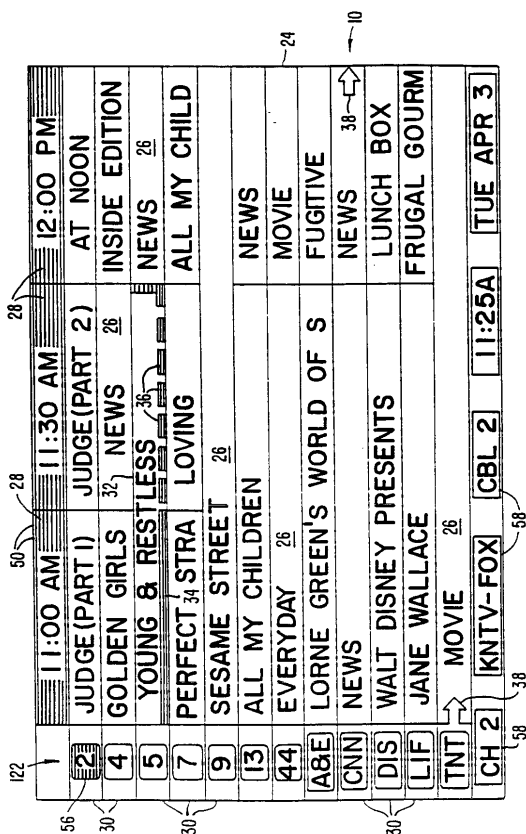 122 50 28 28
11:00 AM 11:30 AM 12:00 PM
56 2 JUDGE(PART 1) JUDGE(PART 2) AT NOON
30 4 GOLDEN GIRLS 32 NEWS 26 INSIDE EDITION
5 YOUNG & RESTLESS 36 NEWS 26
30 7 PERFECT 34 STRA LOVING ALL MY CHILD
9 SESAME STREET 26
13 ALL MY CHILDREN NEWS
44 EVERYDAY 26 MOVIE 24
A&E LORNE GREEN'S WORLD OF S FUGITIVE
CNN NEWS NEWS 38 10
30 DIS WALT DISNEY PRESENTS LUNCH BOX
LIF JANE WALLACE FRUGAL GOURM
TNT MOVIE 26
CH 2 KNTV-FOX CBL 2 11:25A TUE APR 3
58 38 58